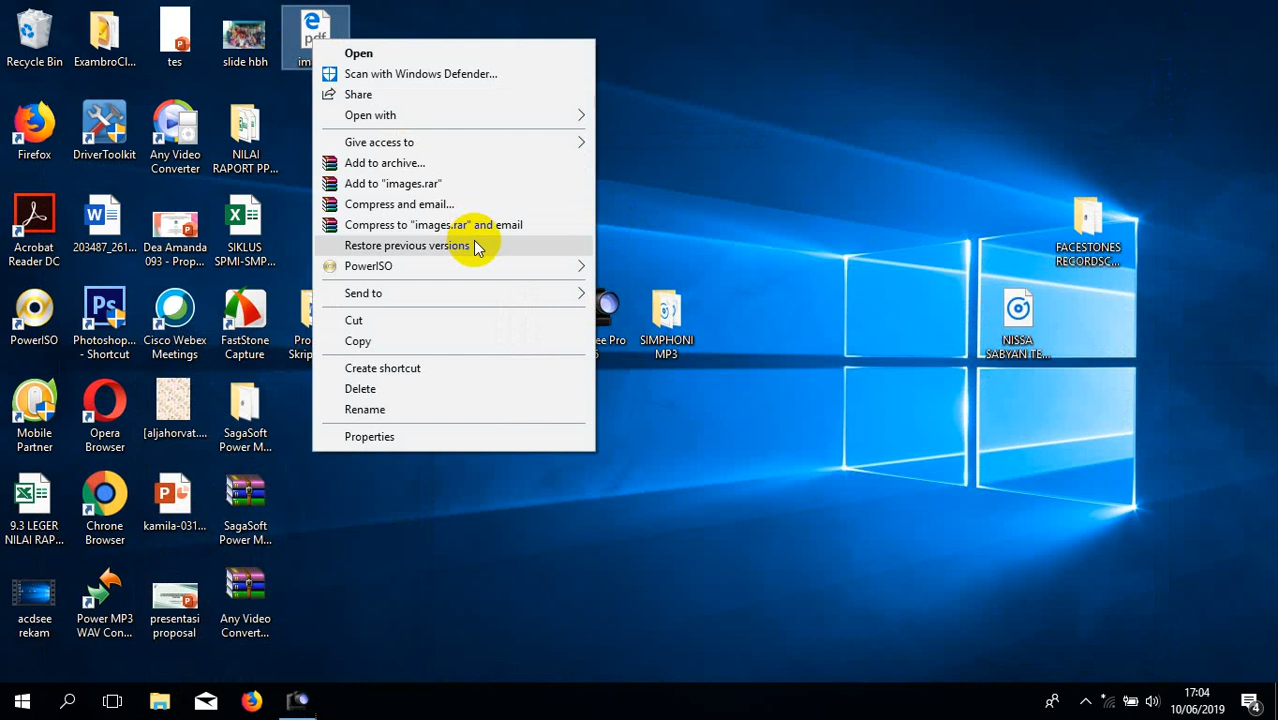 Recycle Bin
ExambroCl...
tes
slide hbh
pdf
Open
Scan with Windows Defender...
Share
Open with
Give access to
Add to archive...
Add to "images.rar"
Compress and email...
Compress to "images.rar" and email
Restore previous versions
PowerISO
Send to
Cut
Copy
Create shortcut
Delete
Rename
Properties
Firefox
DriverToolkit
Any Video
Converter
NILAI
RAPORT PP...
Acrobat
Reader DC
203487_261...
Dea Amanda
093 - Prop...
SIKLUS
SPMI-SMP...
PowerISO
Photoshop...
- Shortcut
Cisco Webex
Meetings
FastStone
Capture
SIMPHONI
MP3
FACESTONES
RECORDSC...
NISSA
SABYAN TE...
Mobile
Partner
Opera
Browser
[aljahorvat....
SagaSoft
Power M...
9.3 LEGER
NILAI RAP...
Chrome
Browser
kamila-031...
SagaSoft
Power M...
acdsee
rekam
Power MP3
WAV Con...
presentasi
proposal
Any Video
Convert...
17:04
10/06/2019
4